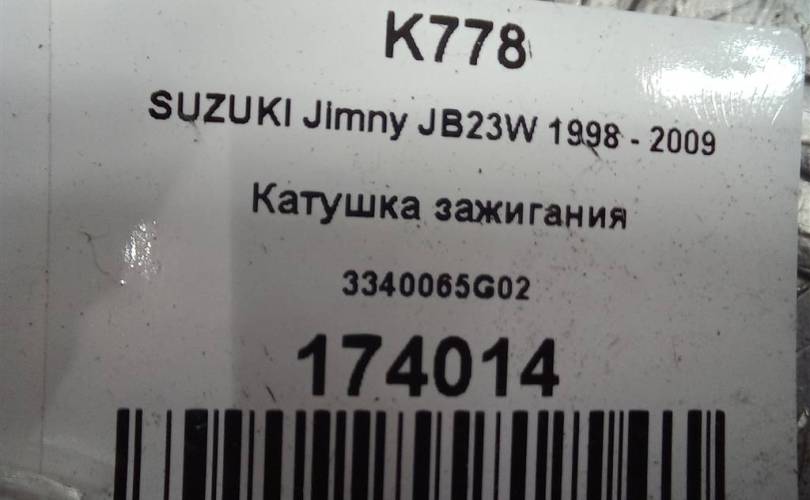 K778
SUZUKI Jimny JB23W 1998 - 2009
Катушка зажигания
3340065G02
174014